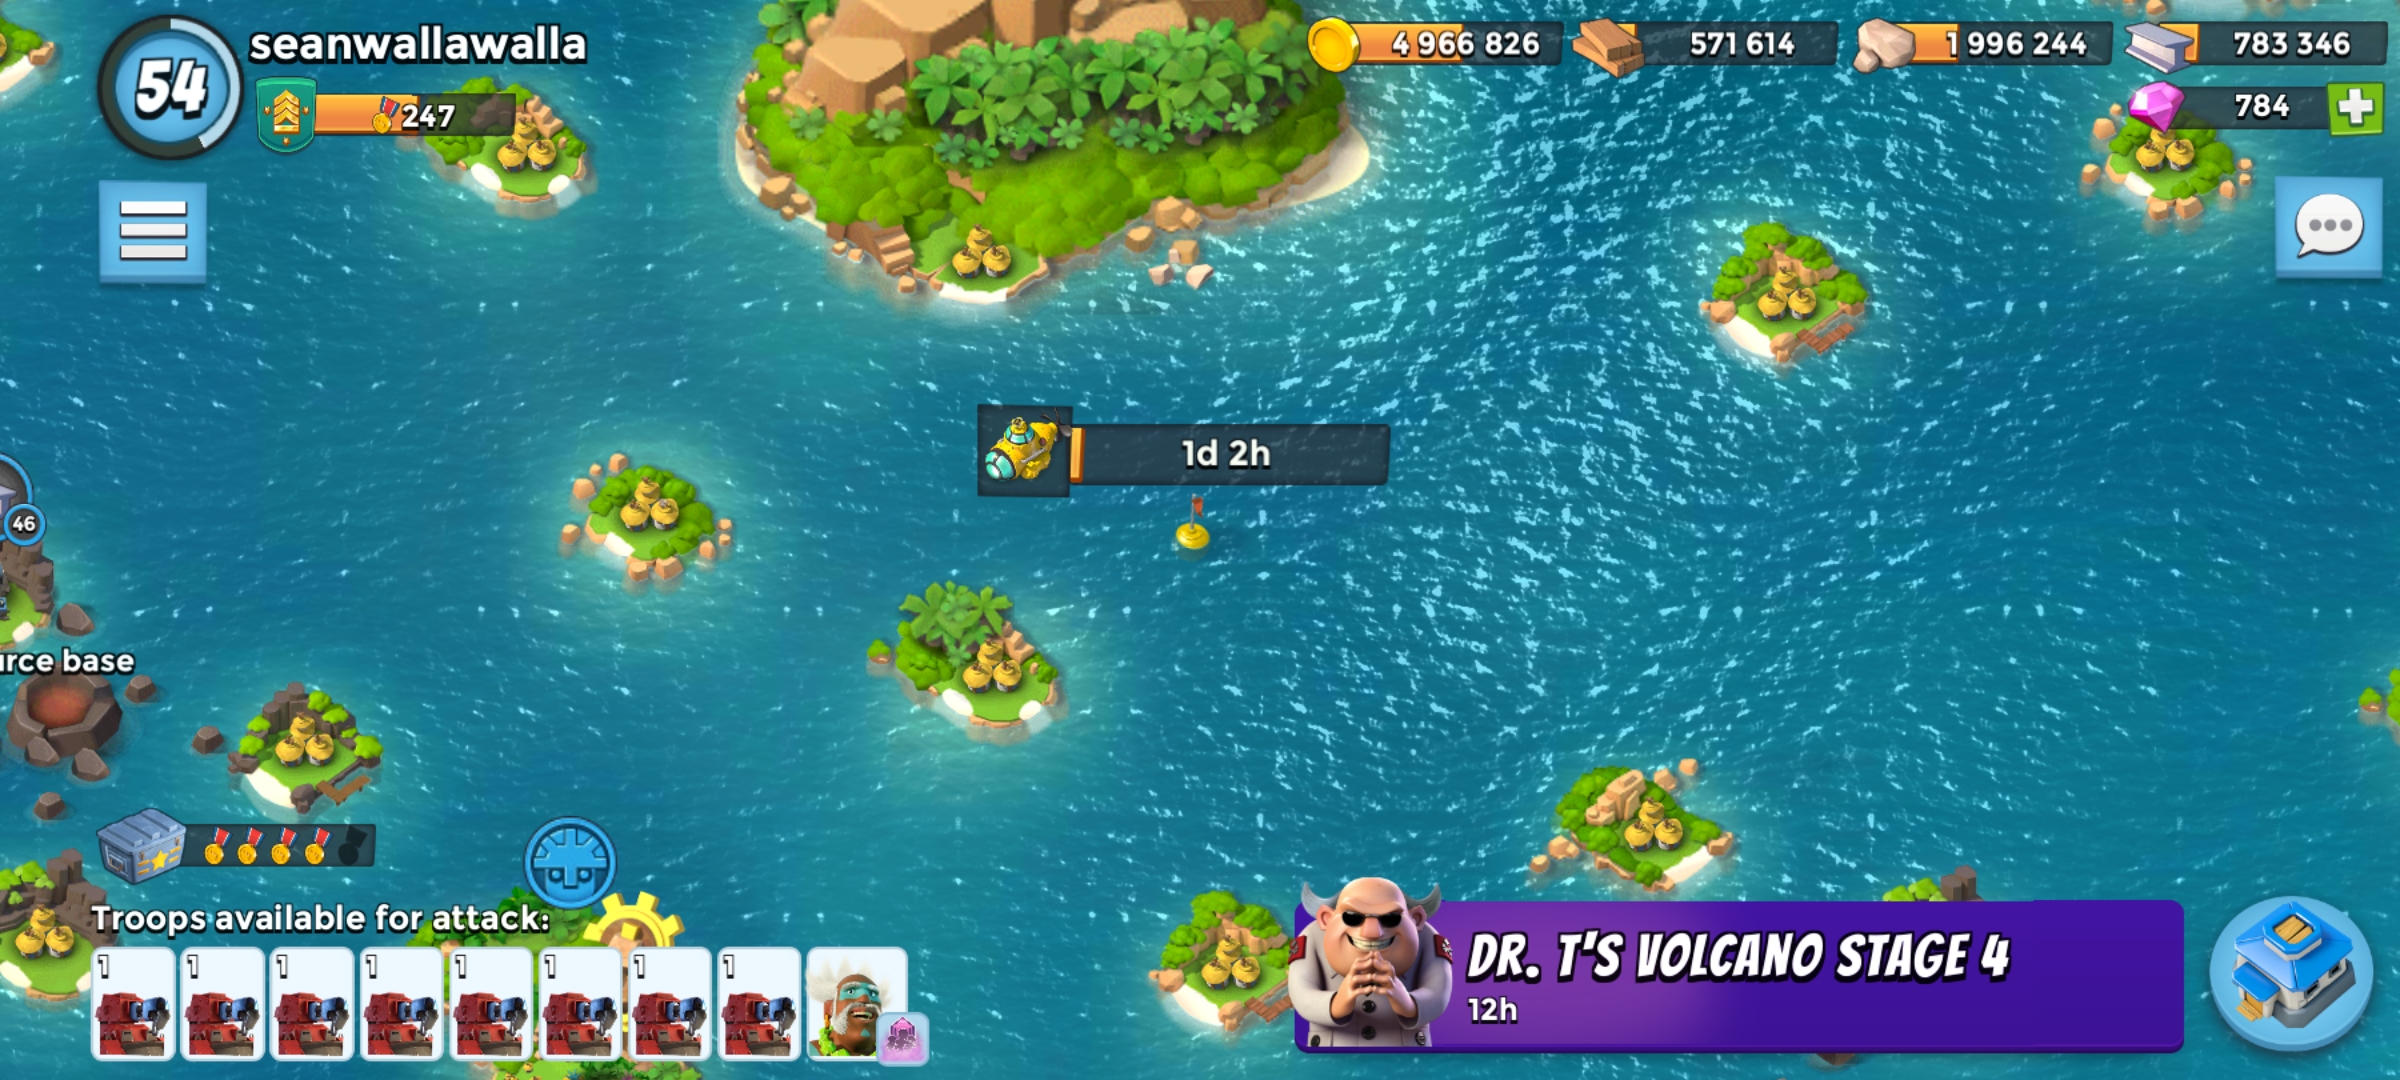 54
seanwallawalla
247
4 966 826
571 614
1 996 244
783 346
784
1d 2h
46
urce base
Troops available for attack:
1
1
1
1
1
1
1
1
DR. T'S VOLCANO STAGE 4
12h